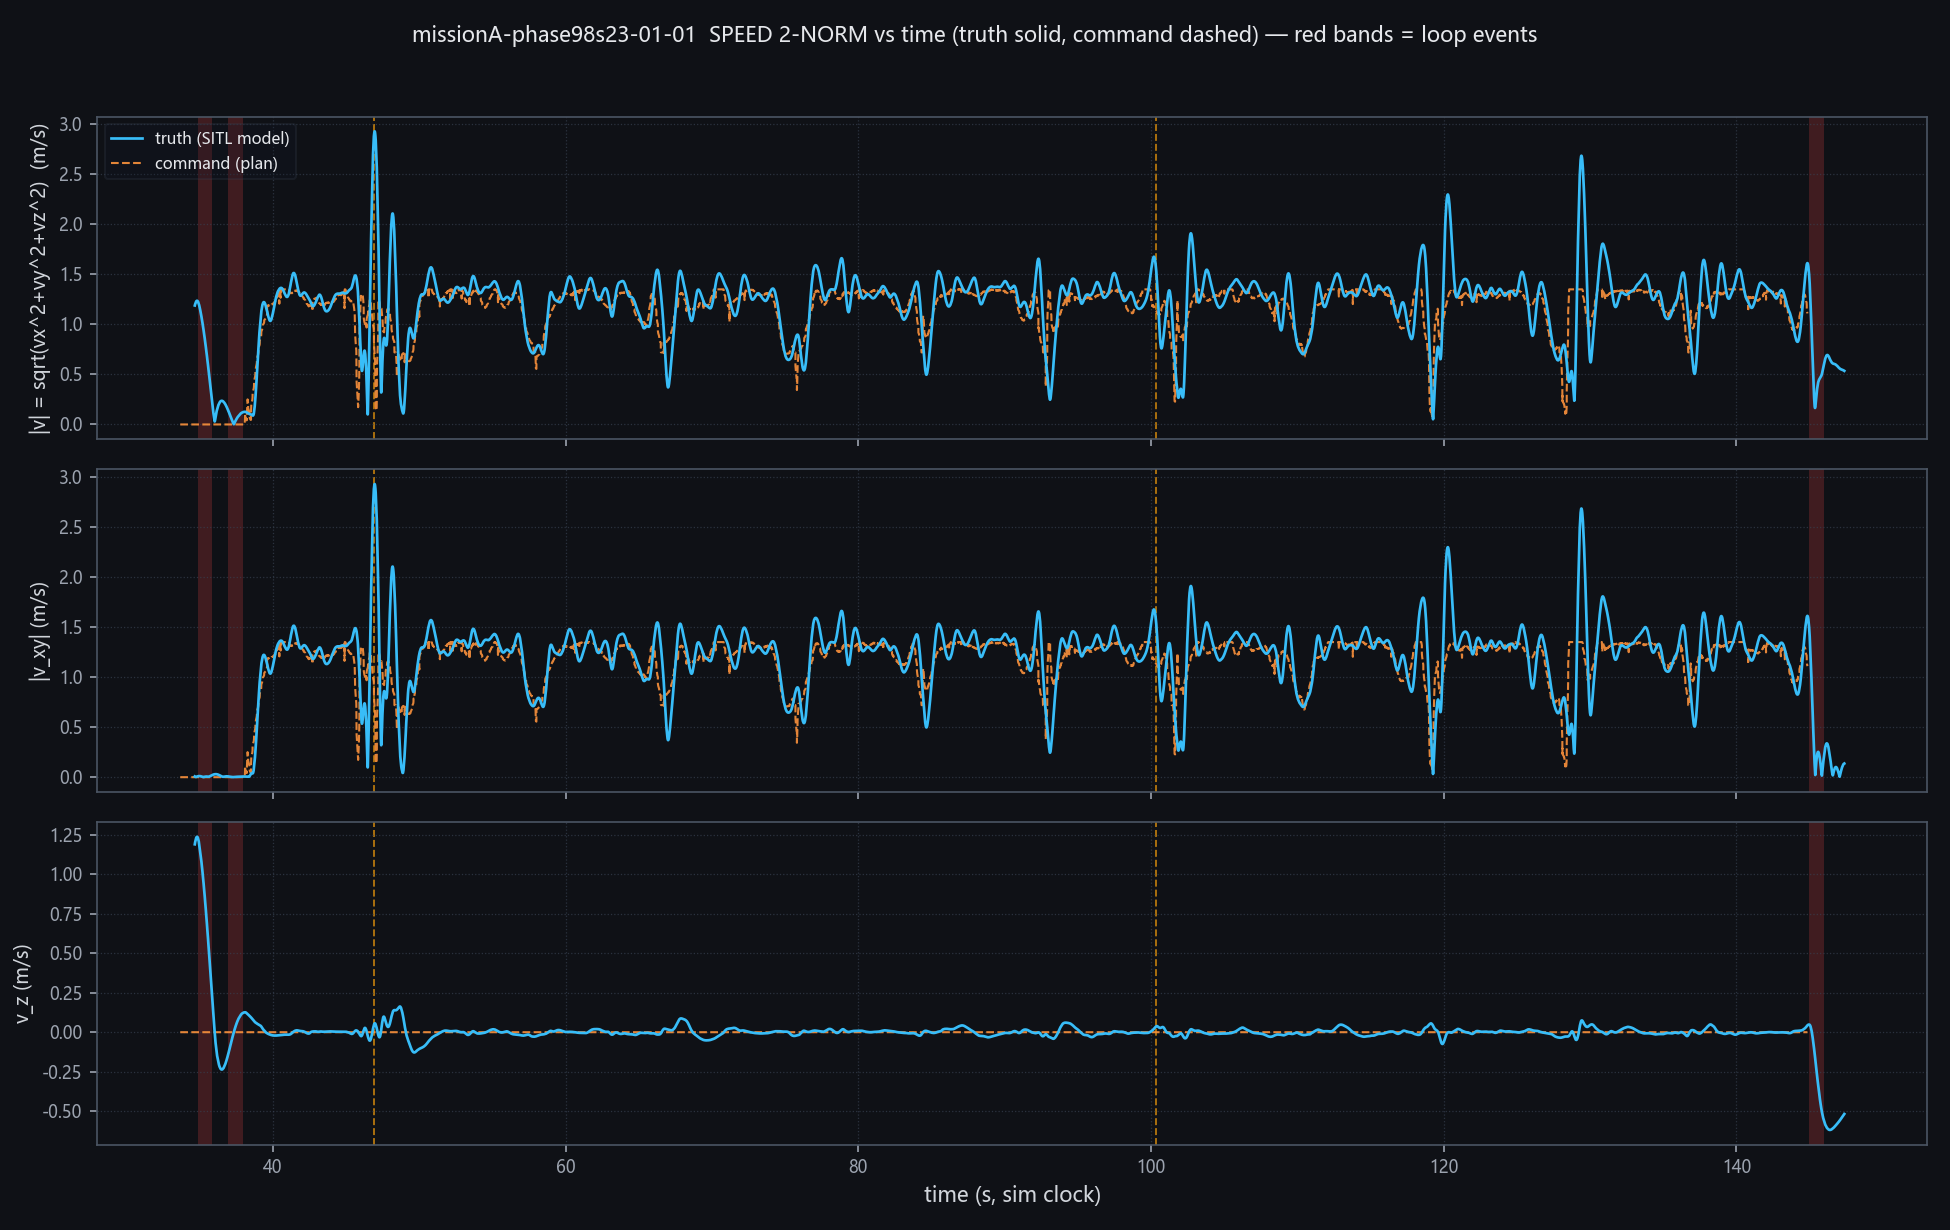 missionA-phase98s23-01-01  SPEED 2-NORM vs time (truth solid, command dashed) — red bands = loop events
|v| = sqrt(vx^2+vy^2+vz^2)  (m/s)
3.0
2.5
2.0
1.5
1.0
0.5
0.0
truth (SITL model)
command (plan)
|v_xy| (m/s)
3.0
2.5
2.0
1.5
1.0
0.5
0.0
v_z (m/s)
1.25
1.00
0.75
0.50
0.25
0.00
-0.25
-0.50
40 60 80 100 120 140
time (s, sim clock)